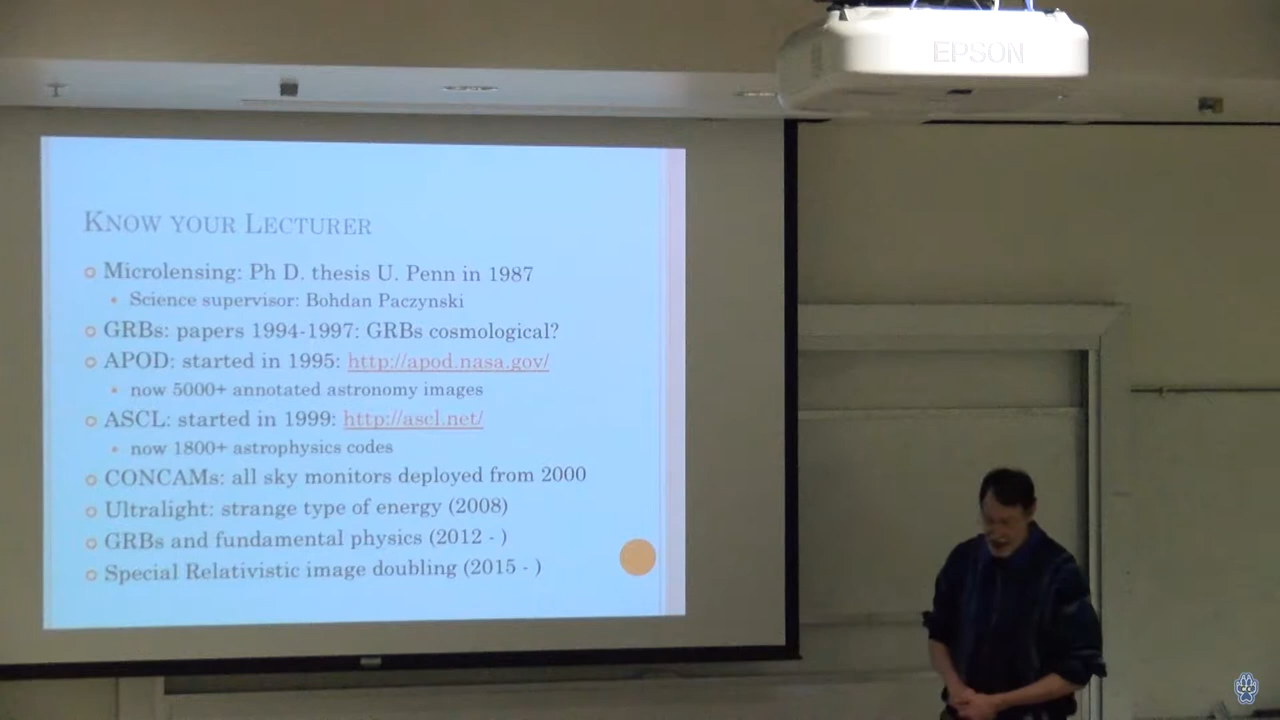 EPSON
KNOW YOUR LECTURER
Microlensing: Ph D. thesis U. Penn in 1987
Science supervisor: Bohdan Paczynski
GRBs: papers 1994-1997: GRBs cosmological?
APOD: started in 1995: http://apod.nasa.gov/
now 5000+ annotated astronomy images
ASCL: started in 1999: http://ascl.net/
now 1800+ astrophysics codes
CONCAMs: all sky monitors deployed from 2000
Ultralight: strange type of energy (2008)
GRBs and fundamental physics (2012 - )
Special Relativistic image doubling (2015 - )